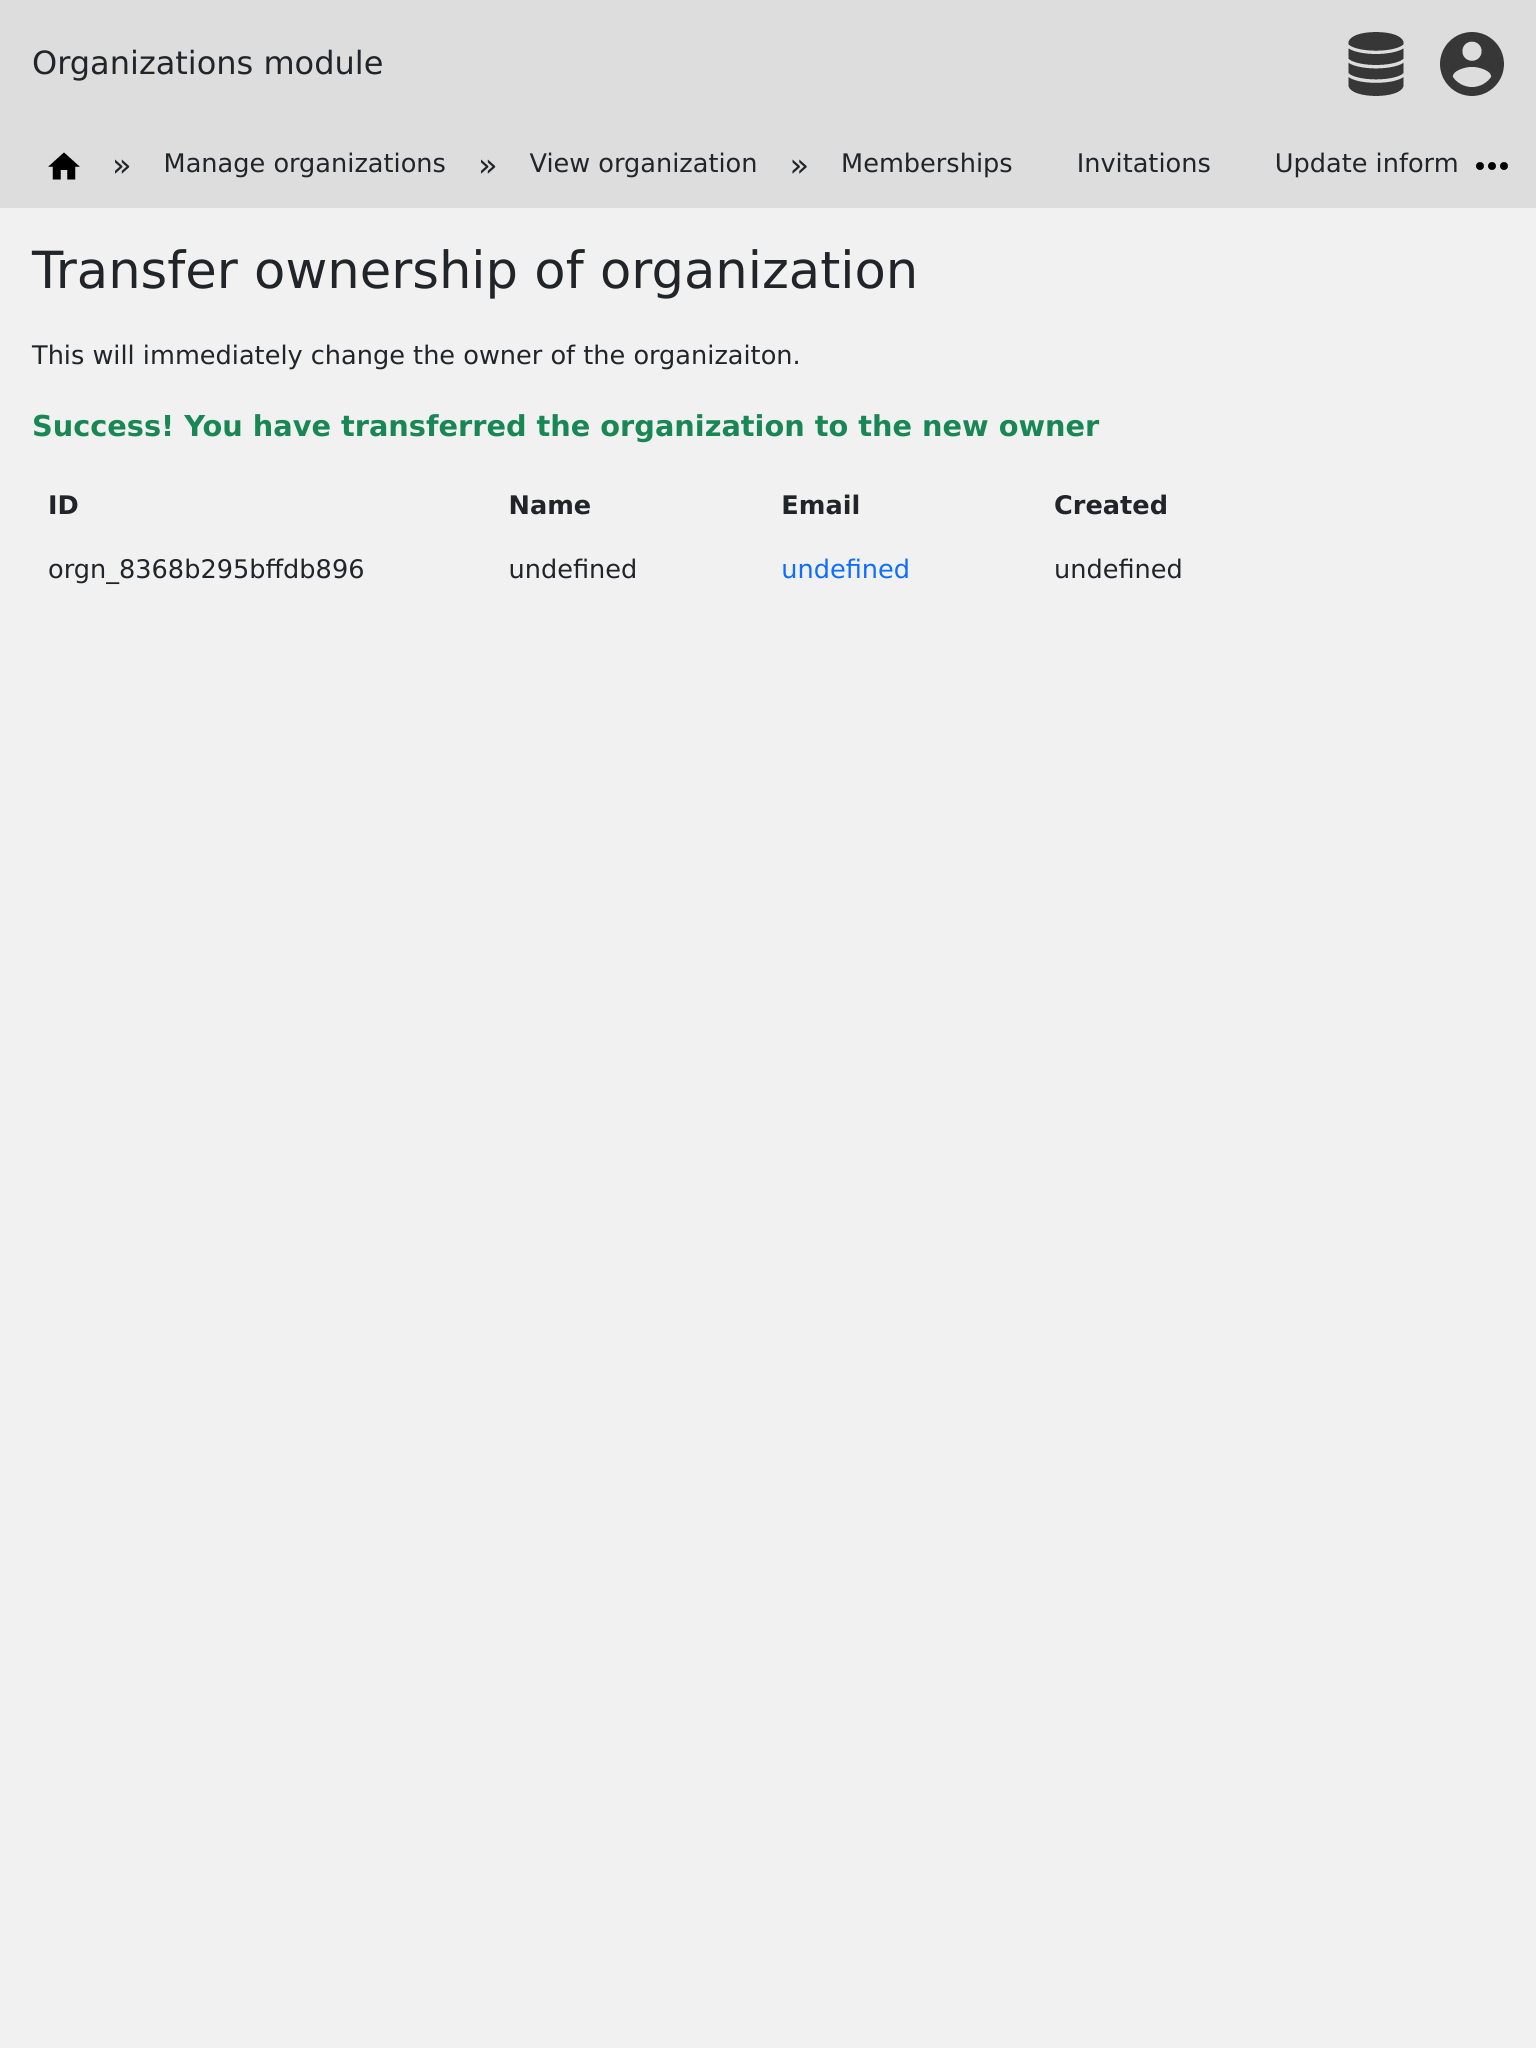 Organizations module
» Manage organizations » View organization » Memberships Invitations Update inform •••
Transfer ownership of organization
This will immediately change the owner of the organizaiton.
Success! You have transferred the organization to the new owner
ID Name Email Created
orgn_8368b295bffdb896 undefined undefined undefined